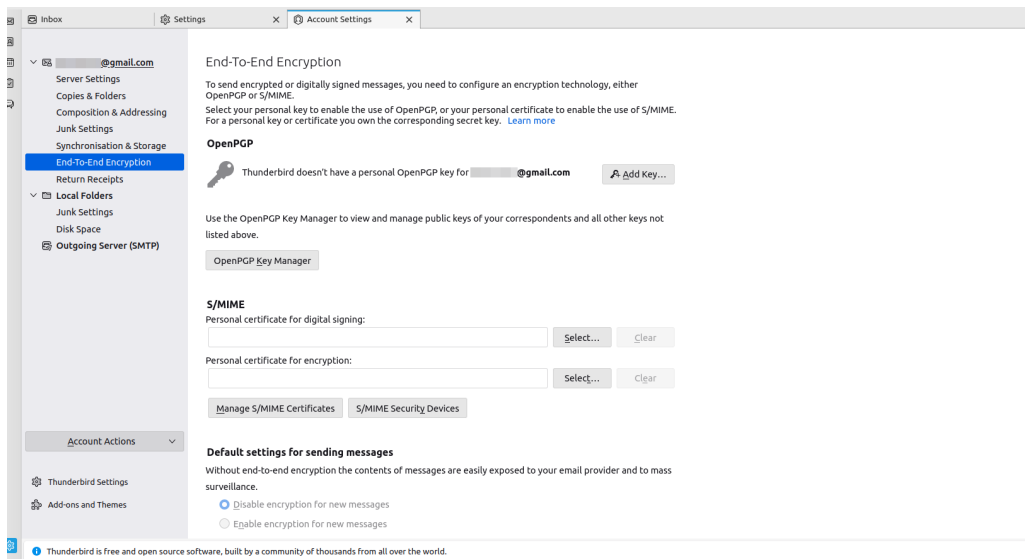 Inbox
Settings
Account Settings
@gmail.com
Server Settings
Copies & Folders
Composition & Addressing
Junk Settings
Synchronisation & Storage
End-To-End Encryption
Return Receipts
Local Folders
Junk Settings
Disk Space
Outgoing Server (SMTP)
Account Actions
Thunderbird Settings
Add-ons and Themes
End-To-End Encryption
To send encrypted or digitally signed messages, you need to configure an encryption technology, either
OpenPGP or S/MIME.
Select your personal key to enable the use of OpenPGP, or your personal certificate to enable the use of S/MIME.
For a personal key or certificate you own the corresponding secret key. Learn more
OpenPGP
Thunderbird doesn't have a personal OpenPGP key for @gmail.com
Add Key...
Use the OpenPGP Key Manager to view and manage public keys of your correspondents and all other keys not
listed above.
OpenPGP Key Manager
S/MIME
Personal certificate for digital signing:
Select... Clear
Personal certificate for encryption:
Select... Clear
Manage S/MIME Certificates S/MIME Security Devices
Default settings for sending messages
Without end-to-end encryption the contents of messages are easily exposed to your email provider and to mass
surveillance.
Disable encryption for new messages
Enable encryption for new messages
Thunderbird is free and open source software, built by a community of thousands from all over the world.